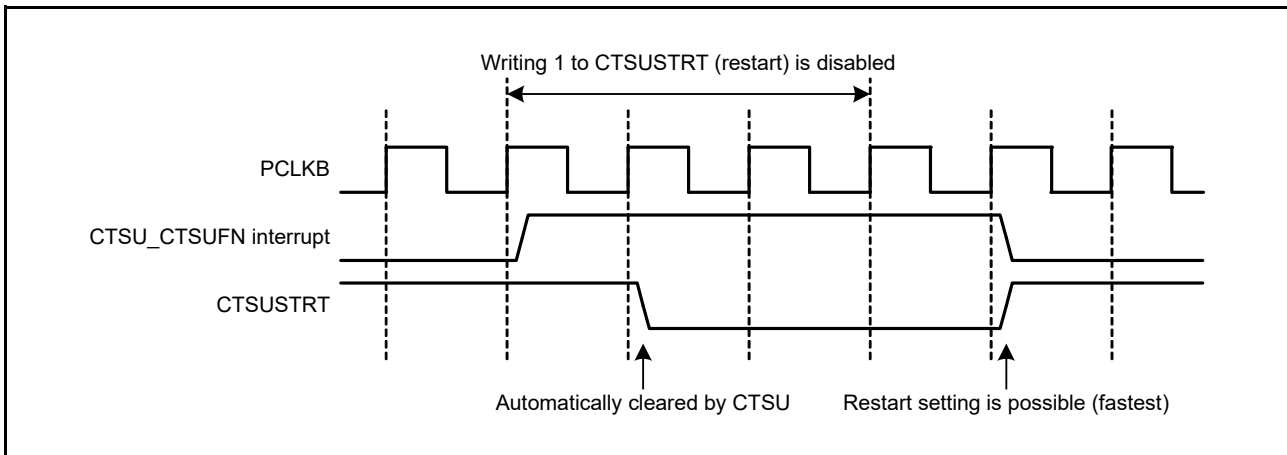 Writing 1 to CTSUSTRT (restart) is disabled
PCLKB
CTSU_CTSUFN interrupt
CTSUSTRT
Automatically cleared by CTSU
Restart setting is possible (fastest)